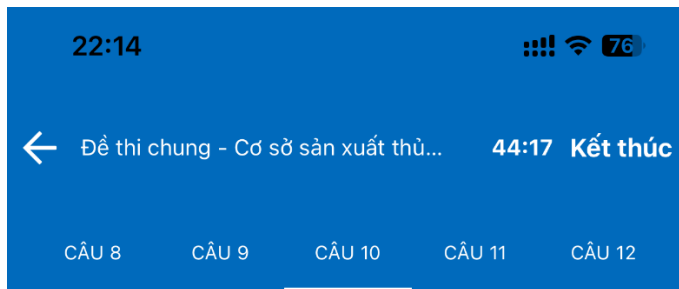 22:14 76
Đề thi chung - Cơ sở sản xuất thủ... 44:17 Kết thúc
CÂU 8 CÂU 9 CÂU 10 CÂU 11 CÂU 12